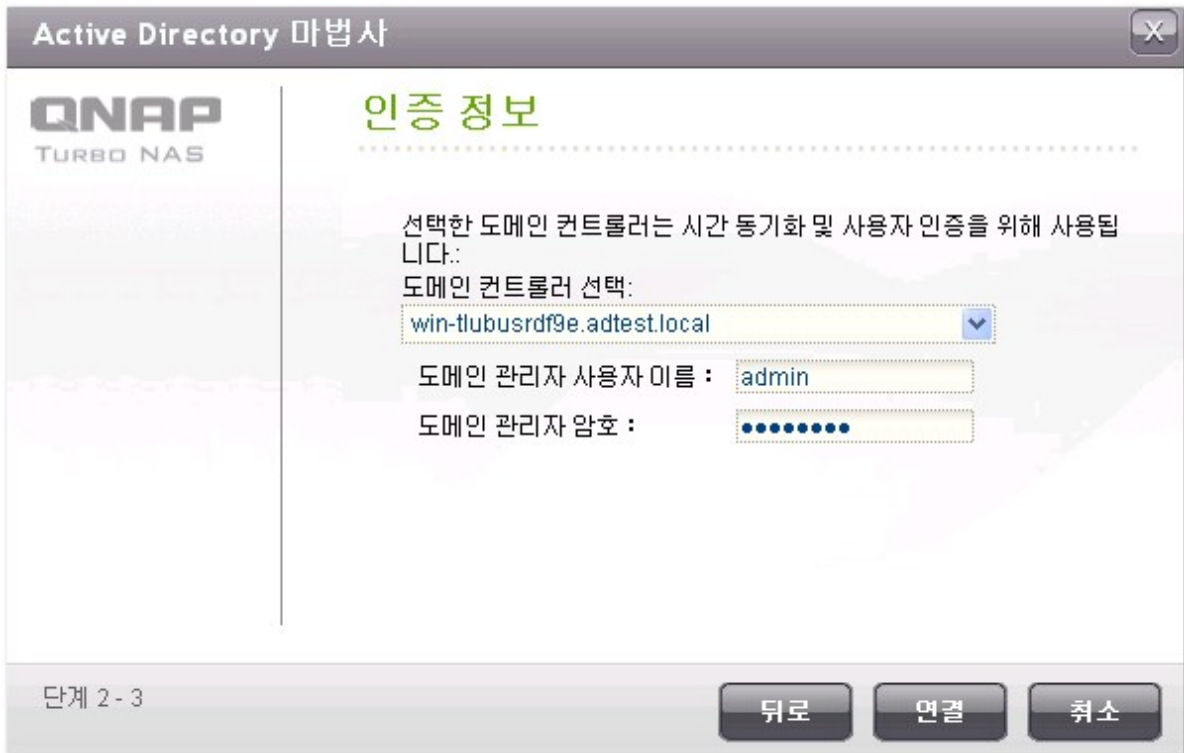 Active Directory 마법사
QNAP
TURBO NAS
인증 정보
선택한 도메인 컨트롤러는 시간 동기화 및 사용자 인증을 위해 사용됩
니다.:
도메인 컨트롤러 선택:
win-tlubusrdf9e.adtest.local
도메인 관리자 사용자 이름 : admin
도메인 관리자 암호 : ••••••••
단계 2 - 3
뒤로 연결 취소